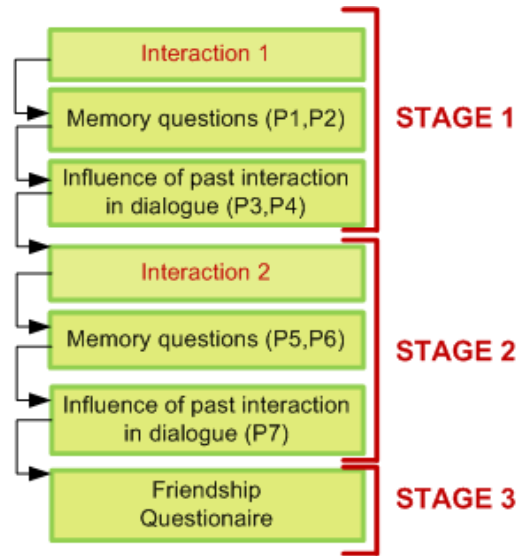 Interaction 1
Memory questions (P1,P2)
Influence of past interaction
in dialogue (P3,P4)
STAGE 1
Interaction 2
Memory questions (P5,P6)
Influence of past interaction
in dialogue (P7)
STAGE 2
Friendship
Questionaire
STAGE 3